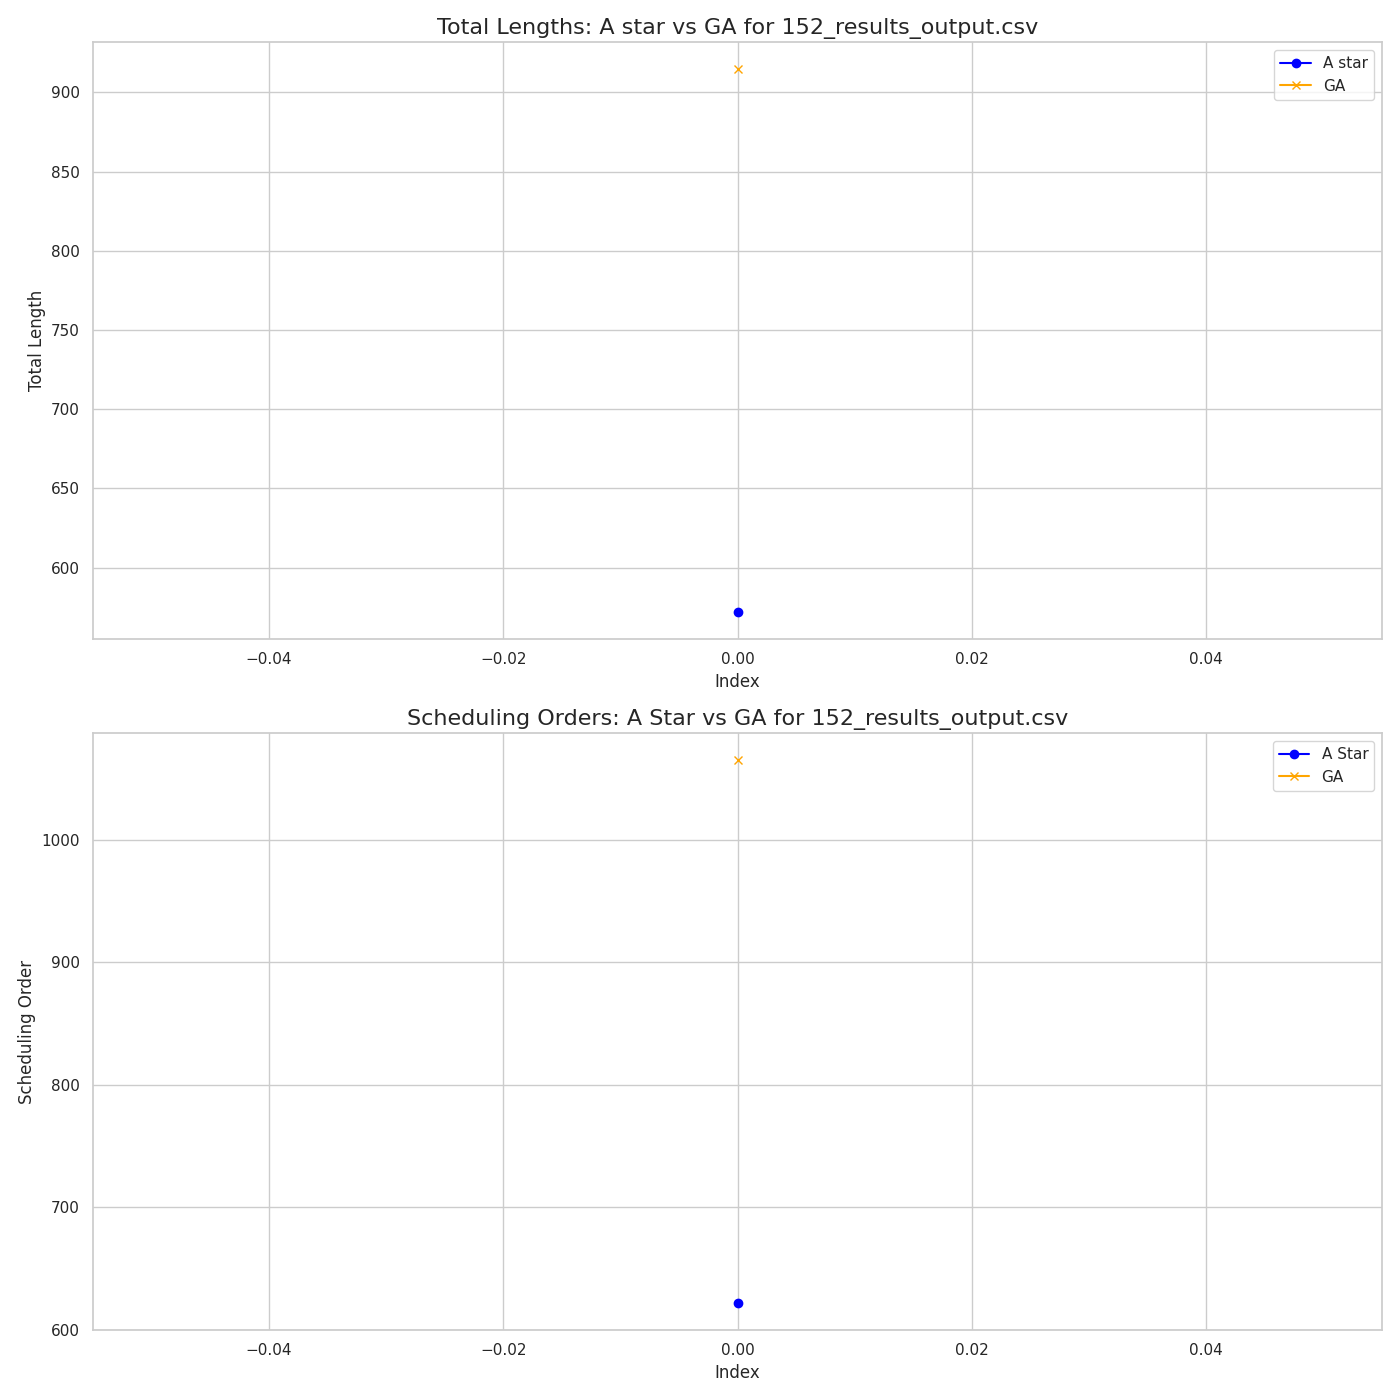 Total Lengths: A star vs GA for 152_results_output.csv
A star
GA
900
850
800
750
700
650
600
Total Length
−0.04
−0.02
0.00
0.02
0.04
Index
Scheduling Orders: A Star vs GA for 152_results_output.csv
A Star
GA
1000
900
800
700
600
Scheduling Order
−0.04
−0.02
0.00
0.02
0.04
Index